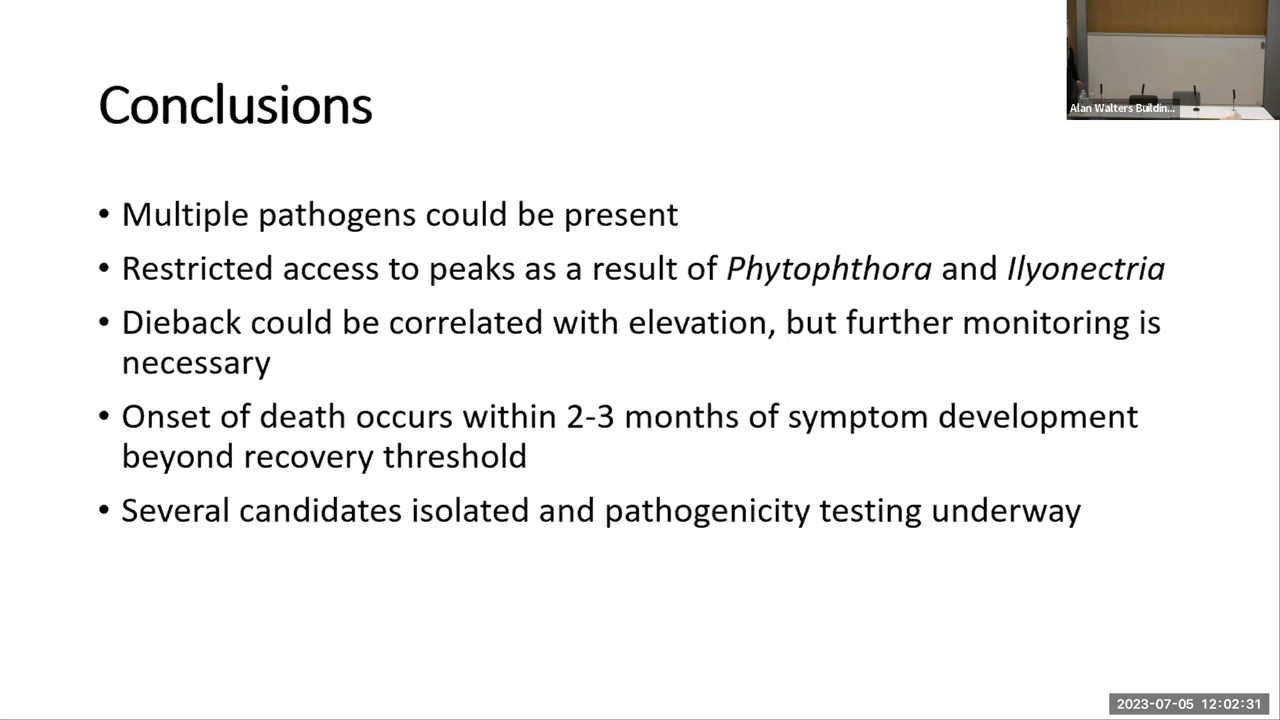 Alan Walters Buildin...
Conclusions
• Multiple pathogens could be present
• Restricted access to peaks as a result of Phytophthora and Ilyonectria
• Dieback could be correlated with elevation, but further monitoring is
necessary
• Onset of death occurs within 2-3 months of symptom development
beyond recovery threshold
• Several candidates isolated and pathogenicity testing underway
2023-07-05 12:02:31